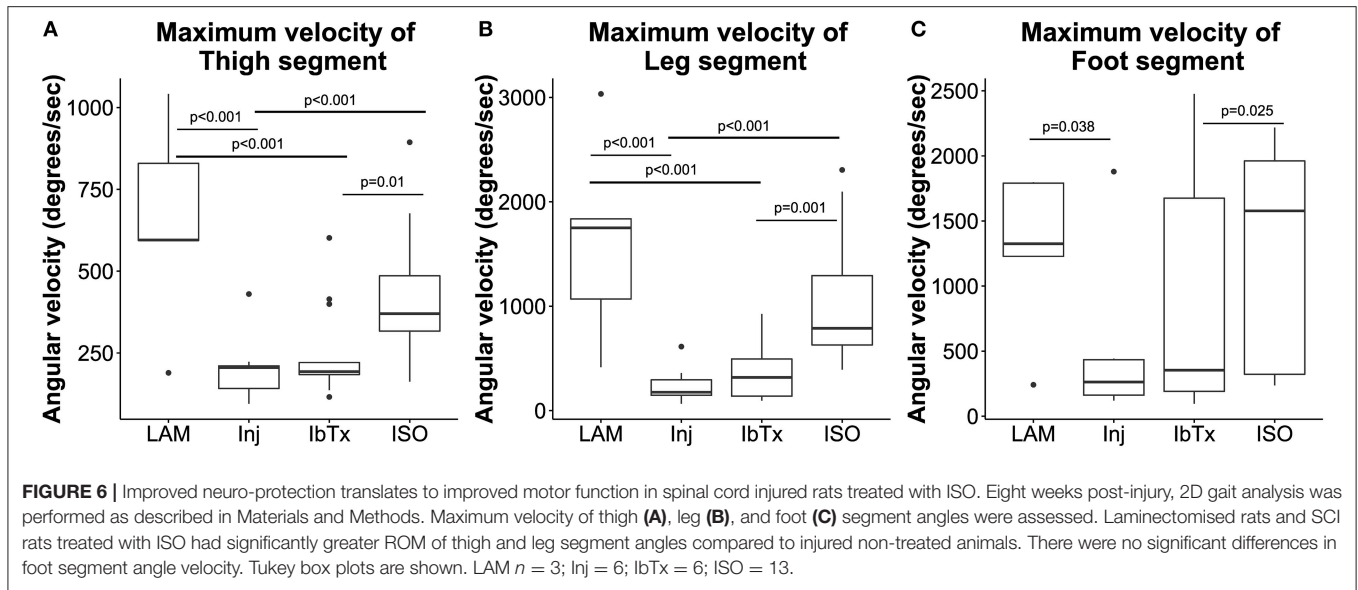 A
Maximum velocity of
Thigh segment
Angular velocity (degrees/sec)
1000
750
500
250
p<0.001
p<0.001
p<0.001
p=0.01
LAM Inj IbTx ISO
B
Maximum velocity of
Leg segment
Angular velocity (degrees/sec)
3000
2000
1000
0
p<0.001
p<0.001
p<0.001
p=0.001
LAM Inj IbTx ISO
C
Maximum velocity of
Foot segment
Angular velocity (degrees/sec)
2500
2000
1500
1000
500
0
p=0.038
p=0.025
LAM Inj IbTx ISO
FIGURE 6 | Improved neuro-protection translates to improved motor function in spinal cord injured rats treated with ISO. Eight weeks post-injury, 2D gait analysis was
performed as described in Materials and Methods. Maximum velocity of thigh (A), leg (B), and foot (C) segment angles were assessed. Laminectomised rats and SCI
rats treated with ISO had significantly greater ROM of thigh and leg segment angles compared to injured non-treated animals. There were no significant differences in
foot segment angle velocity. Tukey box plots are shown. LAM n = 3; Inj = 6; IbTx = 6; ISO = 13.